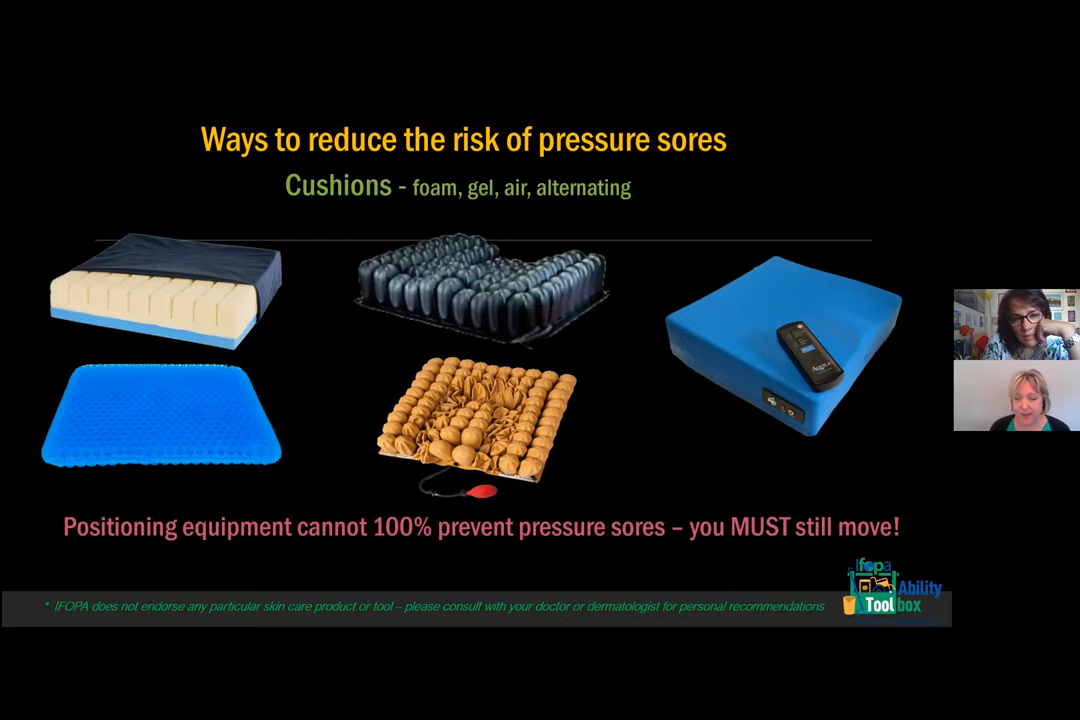 Ways to reduce the risk of pressure sores
Cushions - foam, gel, air, alternating
Positioning equipment cannot 100% prevent pressure sores – you MUST still move!
* IFOPA does not endorse any particular skin care product or tool – please consult with your doctor or dermatologist for personal recommendations
ifopa
Ability
Tool box